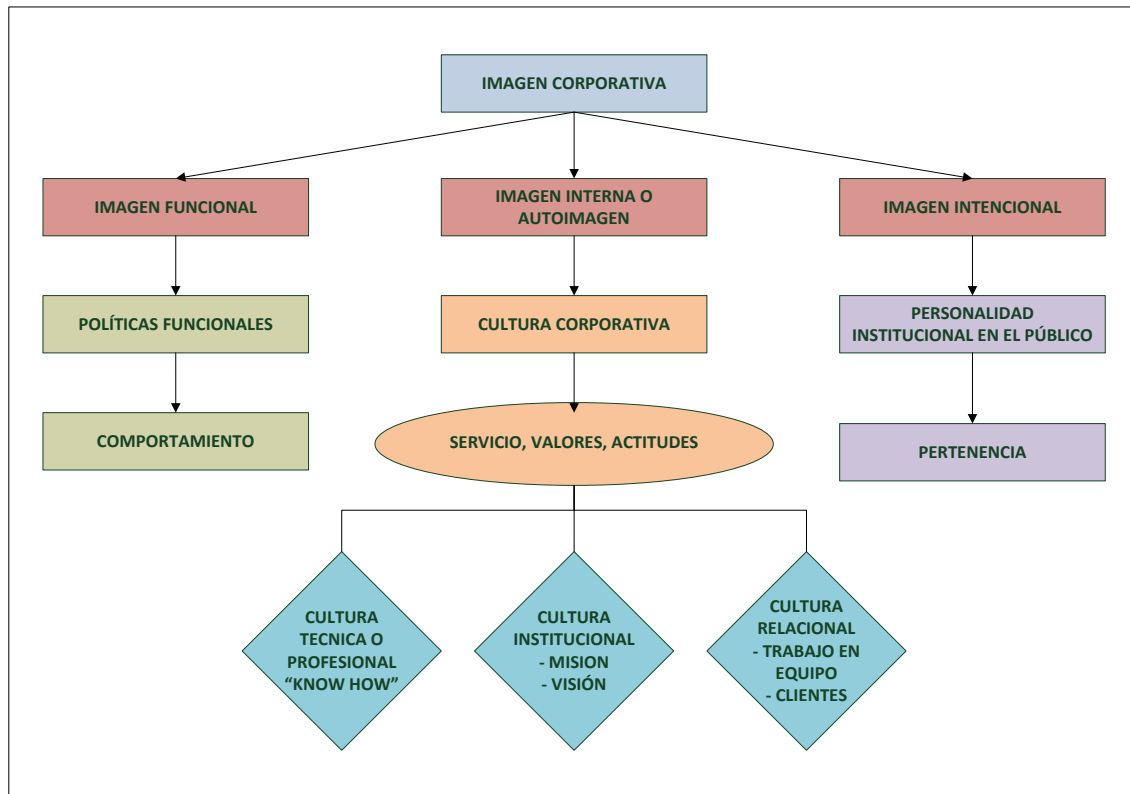 IMAGEN CORPORATIVA
IMAGEN FUNCIONAL
IMAGEN INTERNA O
AUTOIMAGEN
IMAGEN INTENCIONAL
POLÍTICAS FUNCIONALES
CULTURA CORPORATIVA
PERSONALIDAD
INSTITUCIONAL EN EL PÚBLICO
COMPORTAMIENTO
SERVICIO, VALORES, ACTITUDES
PERTENENCIA
CULTURA
TECNICA O
PROFESIONAL
“KNOW HOW”
CULTURA
INSTITUCIONAL
- MISION
- VISIÓN
CULTURA
RELACIONAL
- TRABAJO EN
EQUIPO
- CLIENTES